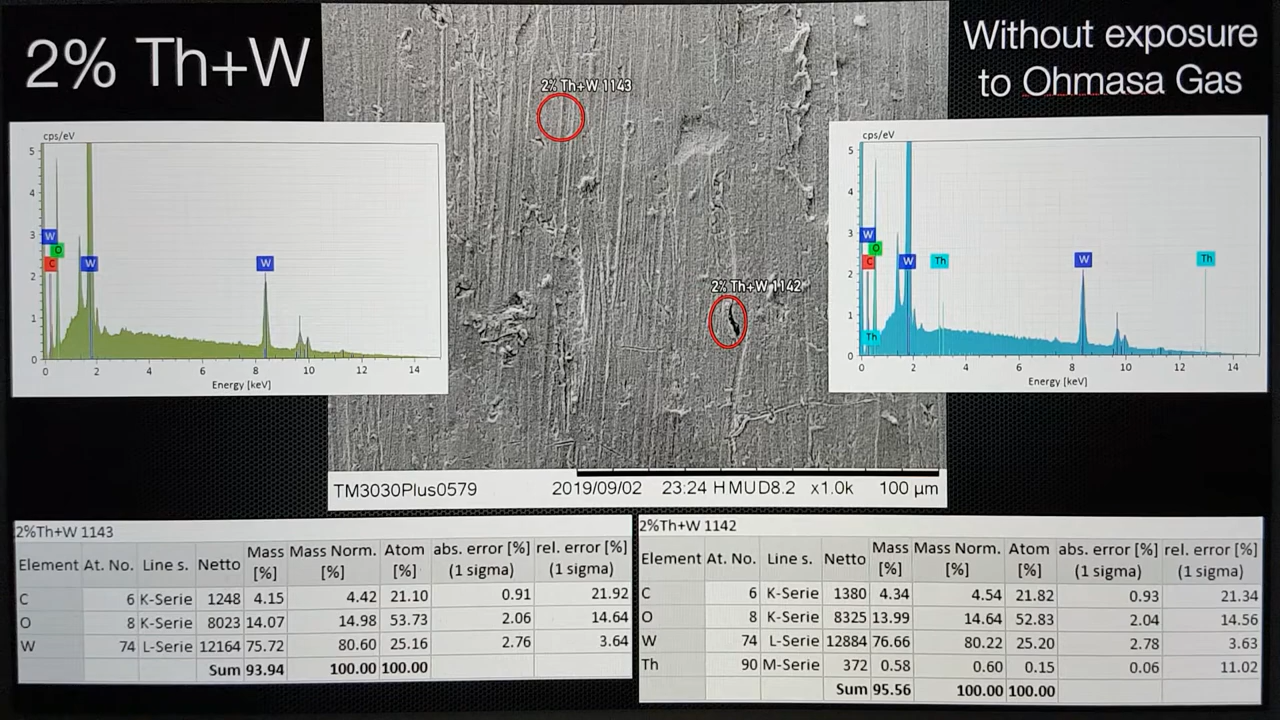 2% Th+W
Without exposure
to Ohmasa Gas
2% Th+W 1143
2% Th+W 1142
cps/eV
5
4
3
2
1
0
W
O
C
W
W
0 2 4 6 8 10 12 14
Energy [keV]
cps/eV
5
4
3
2
1
0
W
O
C
Th
W
Th
W
Th
0 2 4 6 8 10 12 14
Energy [keV]
TM3030Plus0579 2019/09/02 23:24 HMUD8.2 x1.0k 100 µm
2%Th+W 1143
Element At. No. Line s. Netto Mass Mass Norm. Atom abs. error [%] rel. error [%]
[%] [%] [%] (1 sigma) (1 sigma)
C 6 K-Serie 1248 4.15 4.42 21.10 0.91 21.92
O 8 K-Serie 8023 14.07 14.98 53.73 2.06 14.64
W 74 L-Serie 12164 75.72 80.60 25.16 2.76 3.64
Sum 93.94 100.00 100.00
2%Th+W 1142
Element At. No. Line s. Netto Mass Mass Norm. Atom abs. error [%] rel. error [%]
[%] [%] [%] (1 sigma) (1 sigma)
C 6 K-Serie 1380 4.34 4.54 21.82 0.93 21.34
O 8 K-Serie 8325 13.99 14.64 52.83 2.04 14.56
W 74 L-Serie 12884 76.66 80.22 25.20 2.78 3.63
Th 90 M-Serie 372 0.58 0.60 0.15 0.06 11.02
Sum 95.56 100.00 100.00